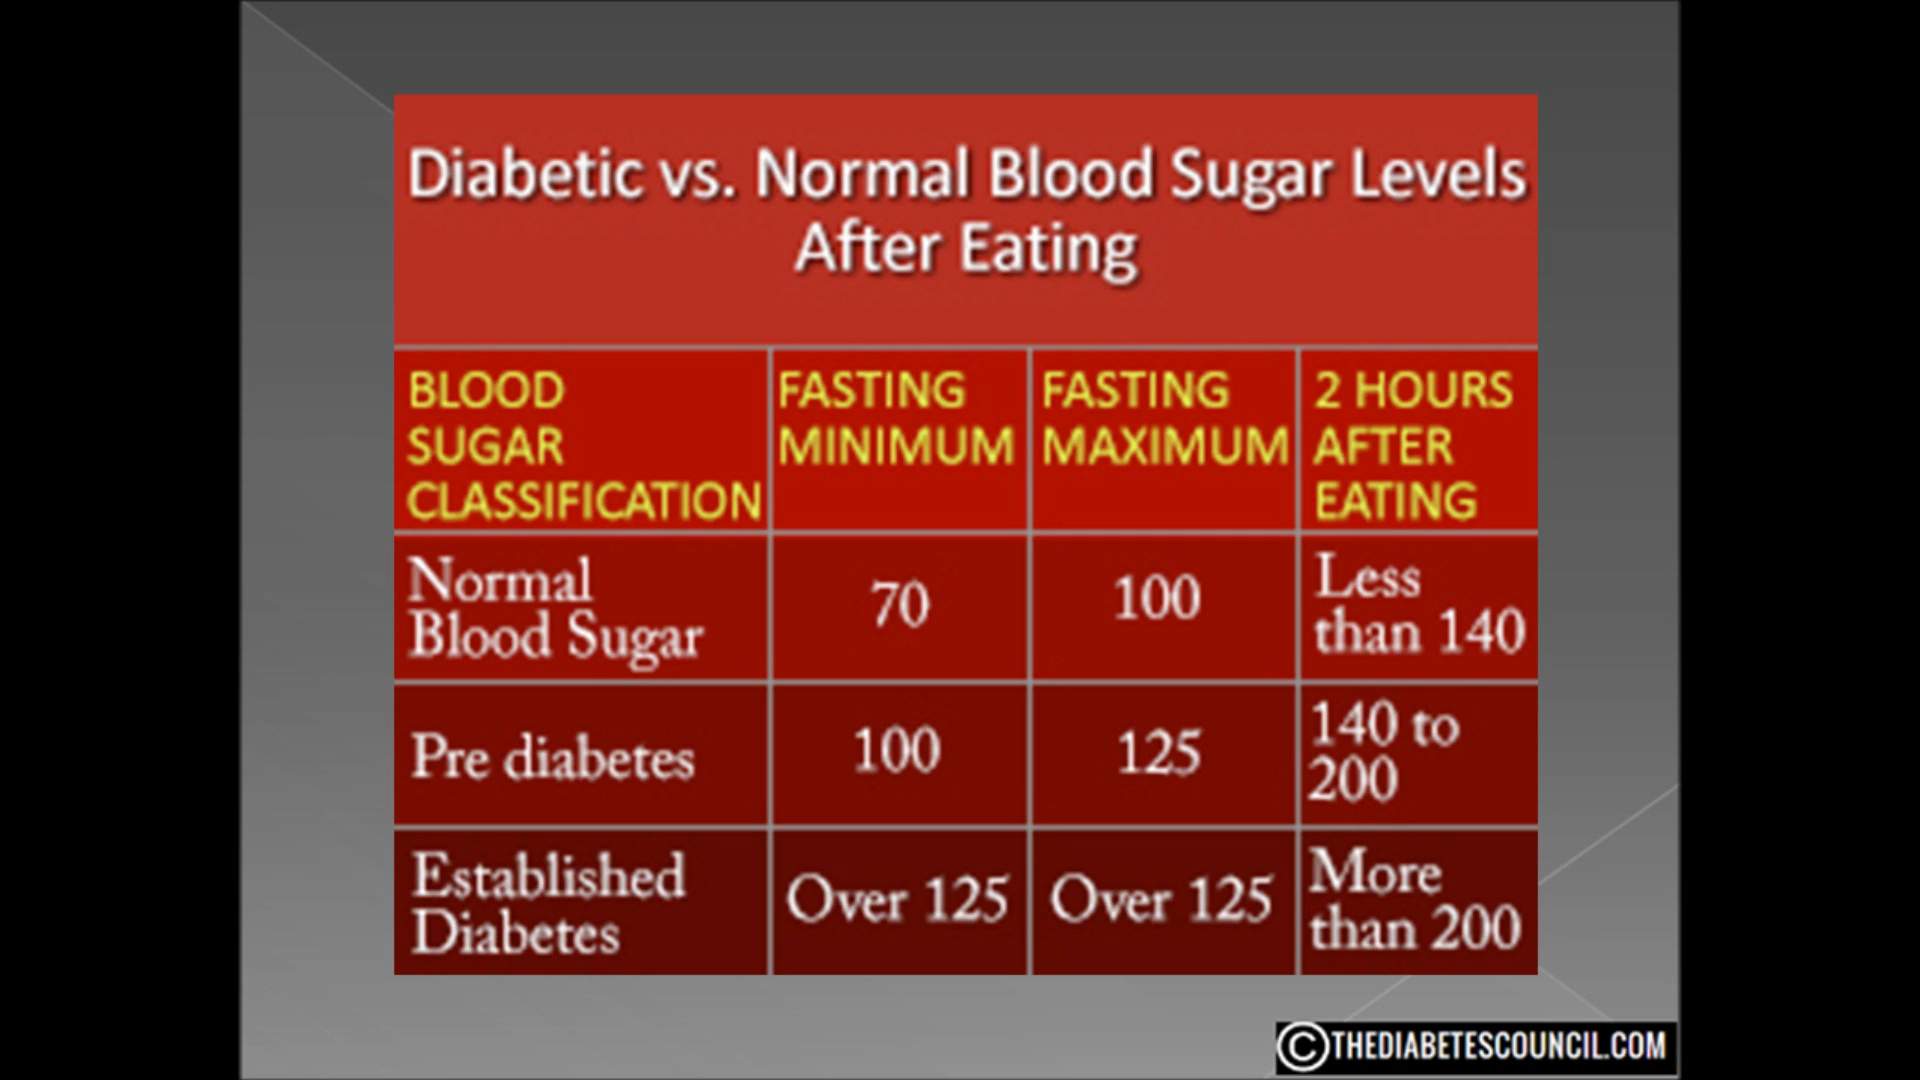 Diabetic vs. Normal Blood Sugar Levels
After Eating
BLOOD
SUGAR
CLASSIFICATION
FASTING
MINIMUM
FASTING
MAXIMUM
2 HOURS
AFTER
EATING
Normal
Blood Sugar
70
100
Less
than 140
Pre diabetes
100
125
140 to
200
Established
Diabetes
Over 125
Over 125
More
than 200
©THEDIABETESCOUNCIL.COM